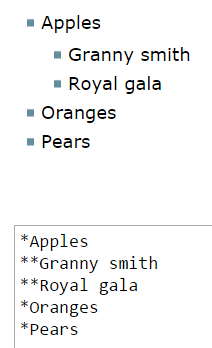 Apples
Granny smith
Royal gala
Oranges
Pears
*Apples
**Granny smith
**Royal gala
*Oranges
*Pears